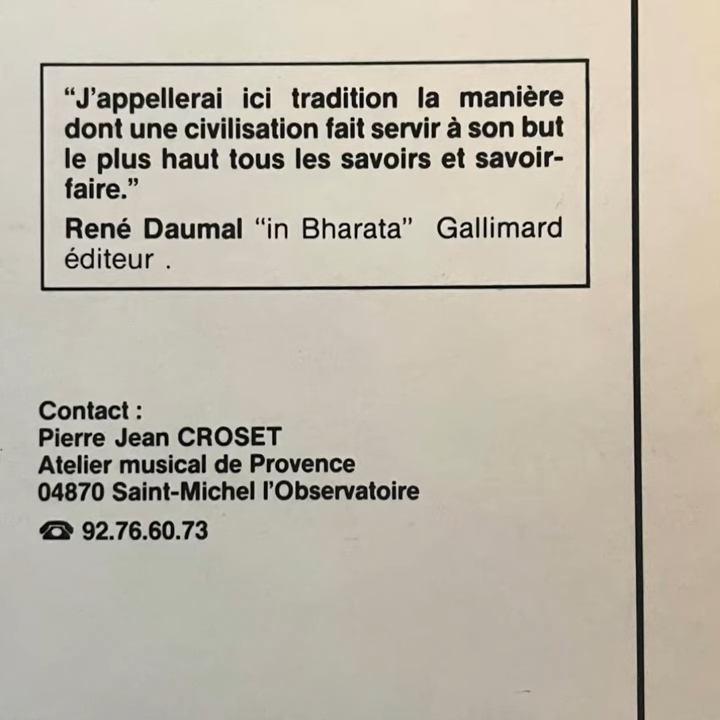 “J’appellerai ici tradition la manière
dont une civilisation fait servir à son but
le plus haut tous les savoirs et savoir-
faire.”
René Daumal “in Bharata” Gallimard
éditeur .
Contact :
Pierre Jean CROSET
Atelier musical de Provence
04870 Saint-Michel l’Observatoire
☎ 92.76.60.73